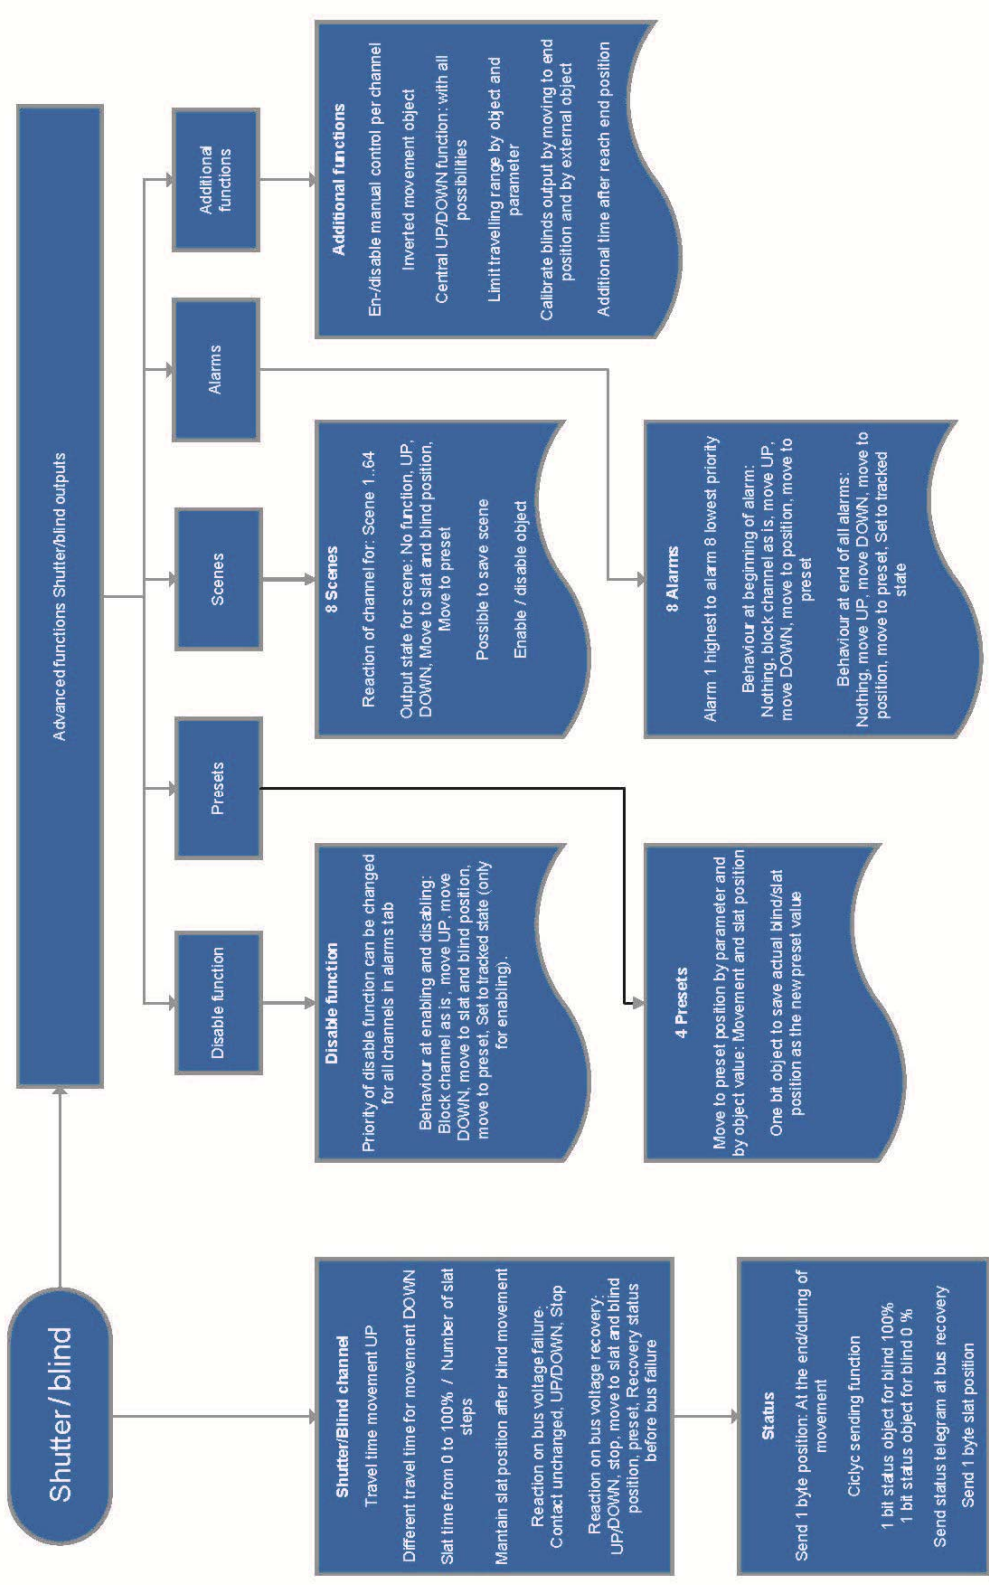 Shutter / blind
Advanced functions Shutter/blind outputs
Disable function
Presets
Scenes
Alarms
Additional
functions
Shutter/Blind channel
Travel time movement UP
Different travel time for movement DOWN
Slat time from 0 to 100% / Number of slat
steps
Mantain slat position after blind movement
Reaction on bus voltage failure:
Contact unchanged, UP/DOWN, Stop
Reaction on bus voltage recovery:
UP/DOWN, stop, move to slat and blind
position, preset, Recovery status
before bus failure
Disable function
Priority of disable function can be changed
for all channels in alarms tab
Behaviour at enabling and disabling:
Block channel as is , move UP, move
DOWN, move to slat and blind position,
move to preset, Set to tracked state (only
for enabling).
8 Scenes
Reaction of channel for: Scene 1..64
Output state for scene: No function, UP,
DOWN, Move to slat and blind position,
Move to preset
Possible to save scene
Enable / disable object
Additional functions
En-/disable manual control per channel
Inverted movement object
Central UP/DOWN function: with all
possibilities
Limit travelling range by object and
parameter
Calibrate blinds output by moving to end
position and by external object
Additional time after reach end position
4 Presets
Move to preset position by parameter and
by object value: Movement and slat position
One bit object to save actual blind/slat
position as the new preset value
8 Alarms
Alarm 1 highest to alarm 8 lowest priority
Behaviour at beginning of alarm:
Nothing, block channel as is, move UP,
move DOWN, move to position, move to
preset
Behaviour at end of all alarms:
Nothing, move UP, move DOWN, move to
position, move to preset, Set to tracked
state
Status
Send 1 byte position: At the end/during of
movement
Ciclyc sending function
1 bit status object for blind 100%
1 bit status object for blind 0 %
Send status telegram at bus recovery
Send 1 byte slat position